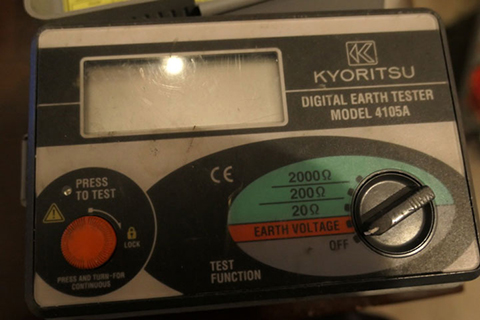 KYORITSU
DIGITAL EARTH TESTER
MODEL 4105A
PRESS
TO TEST
LOCK
PRESS AND TURN FOR
CONTINUOUS
CE
2000Ω
200Ω
20Ω
EARTH VOLTAGE
OFF
TEST
FUNCTION